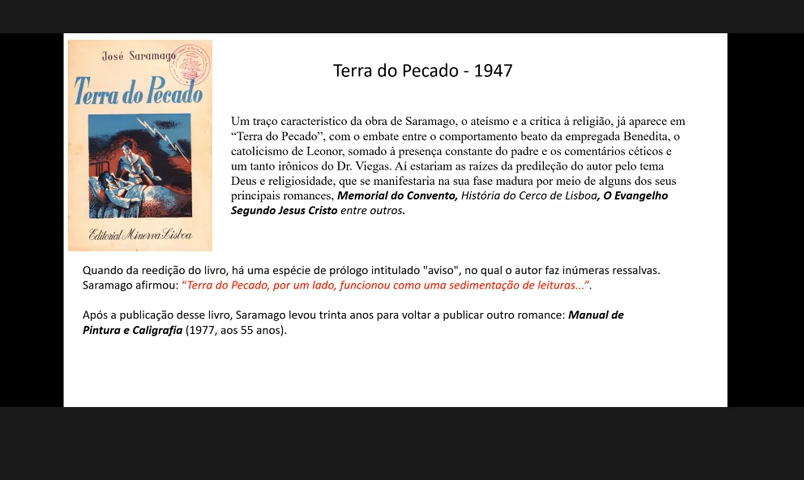 José Saramago
Terra do Pecado
Editorial Minerva Lisboa
Terra do Pecado - 1947
Um traço característico da obra de Saramago, o ateísmo e a crítica à religião, já aparece em
“Terra do Pecado”, com o embate entre o comportamento beato da empregada Benedita, o
catolicismo de Leonor, somado à presença constante do padre e os comentários céticos e
um tanto irônicos do Dr. Viegas. Aí estariam as raízes da predileção do autor pelo tema
Deus e religiosidade, que se manifestaria na sua fase madura por meio de alguns dos seus
principais romances, Memorial do Convento, História do Cerco de Lisboa, O Evangelho
Segundo Jesus Cristo entre outros.
Quando da reedição do livro, há uma espécie de prólogo intitulado "aviso", no qual o autor faz inúmeras ressalvas.
Saramago afirmou: “Terra do Pecado, por um lado, funcionou como uma sedimentação de leituras...”.
Após a publicação desse livro, Saramago levou trinta anos para voltar a publicar outro romance: Manual de
Pintura e Caligrafia (1977, aos 55 anos).